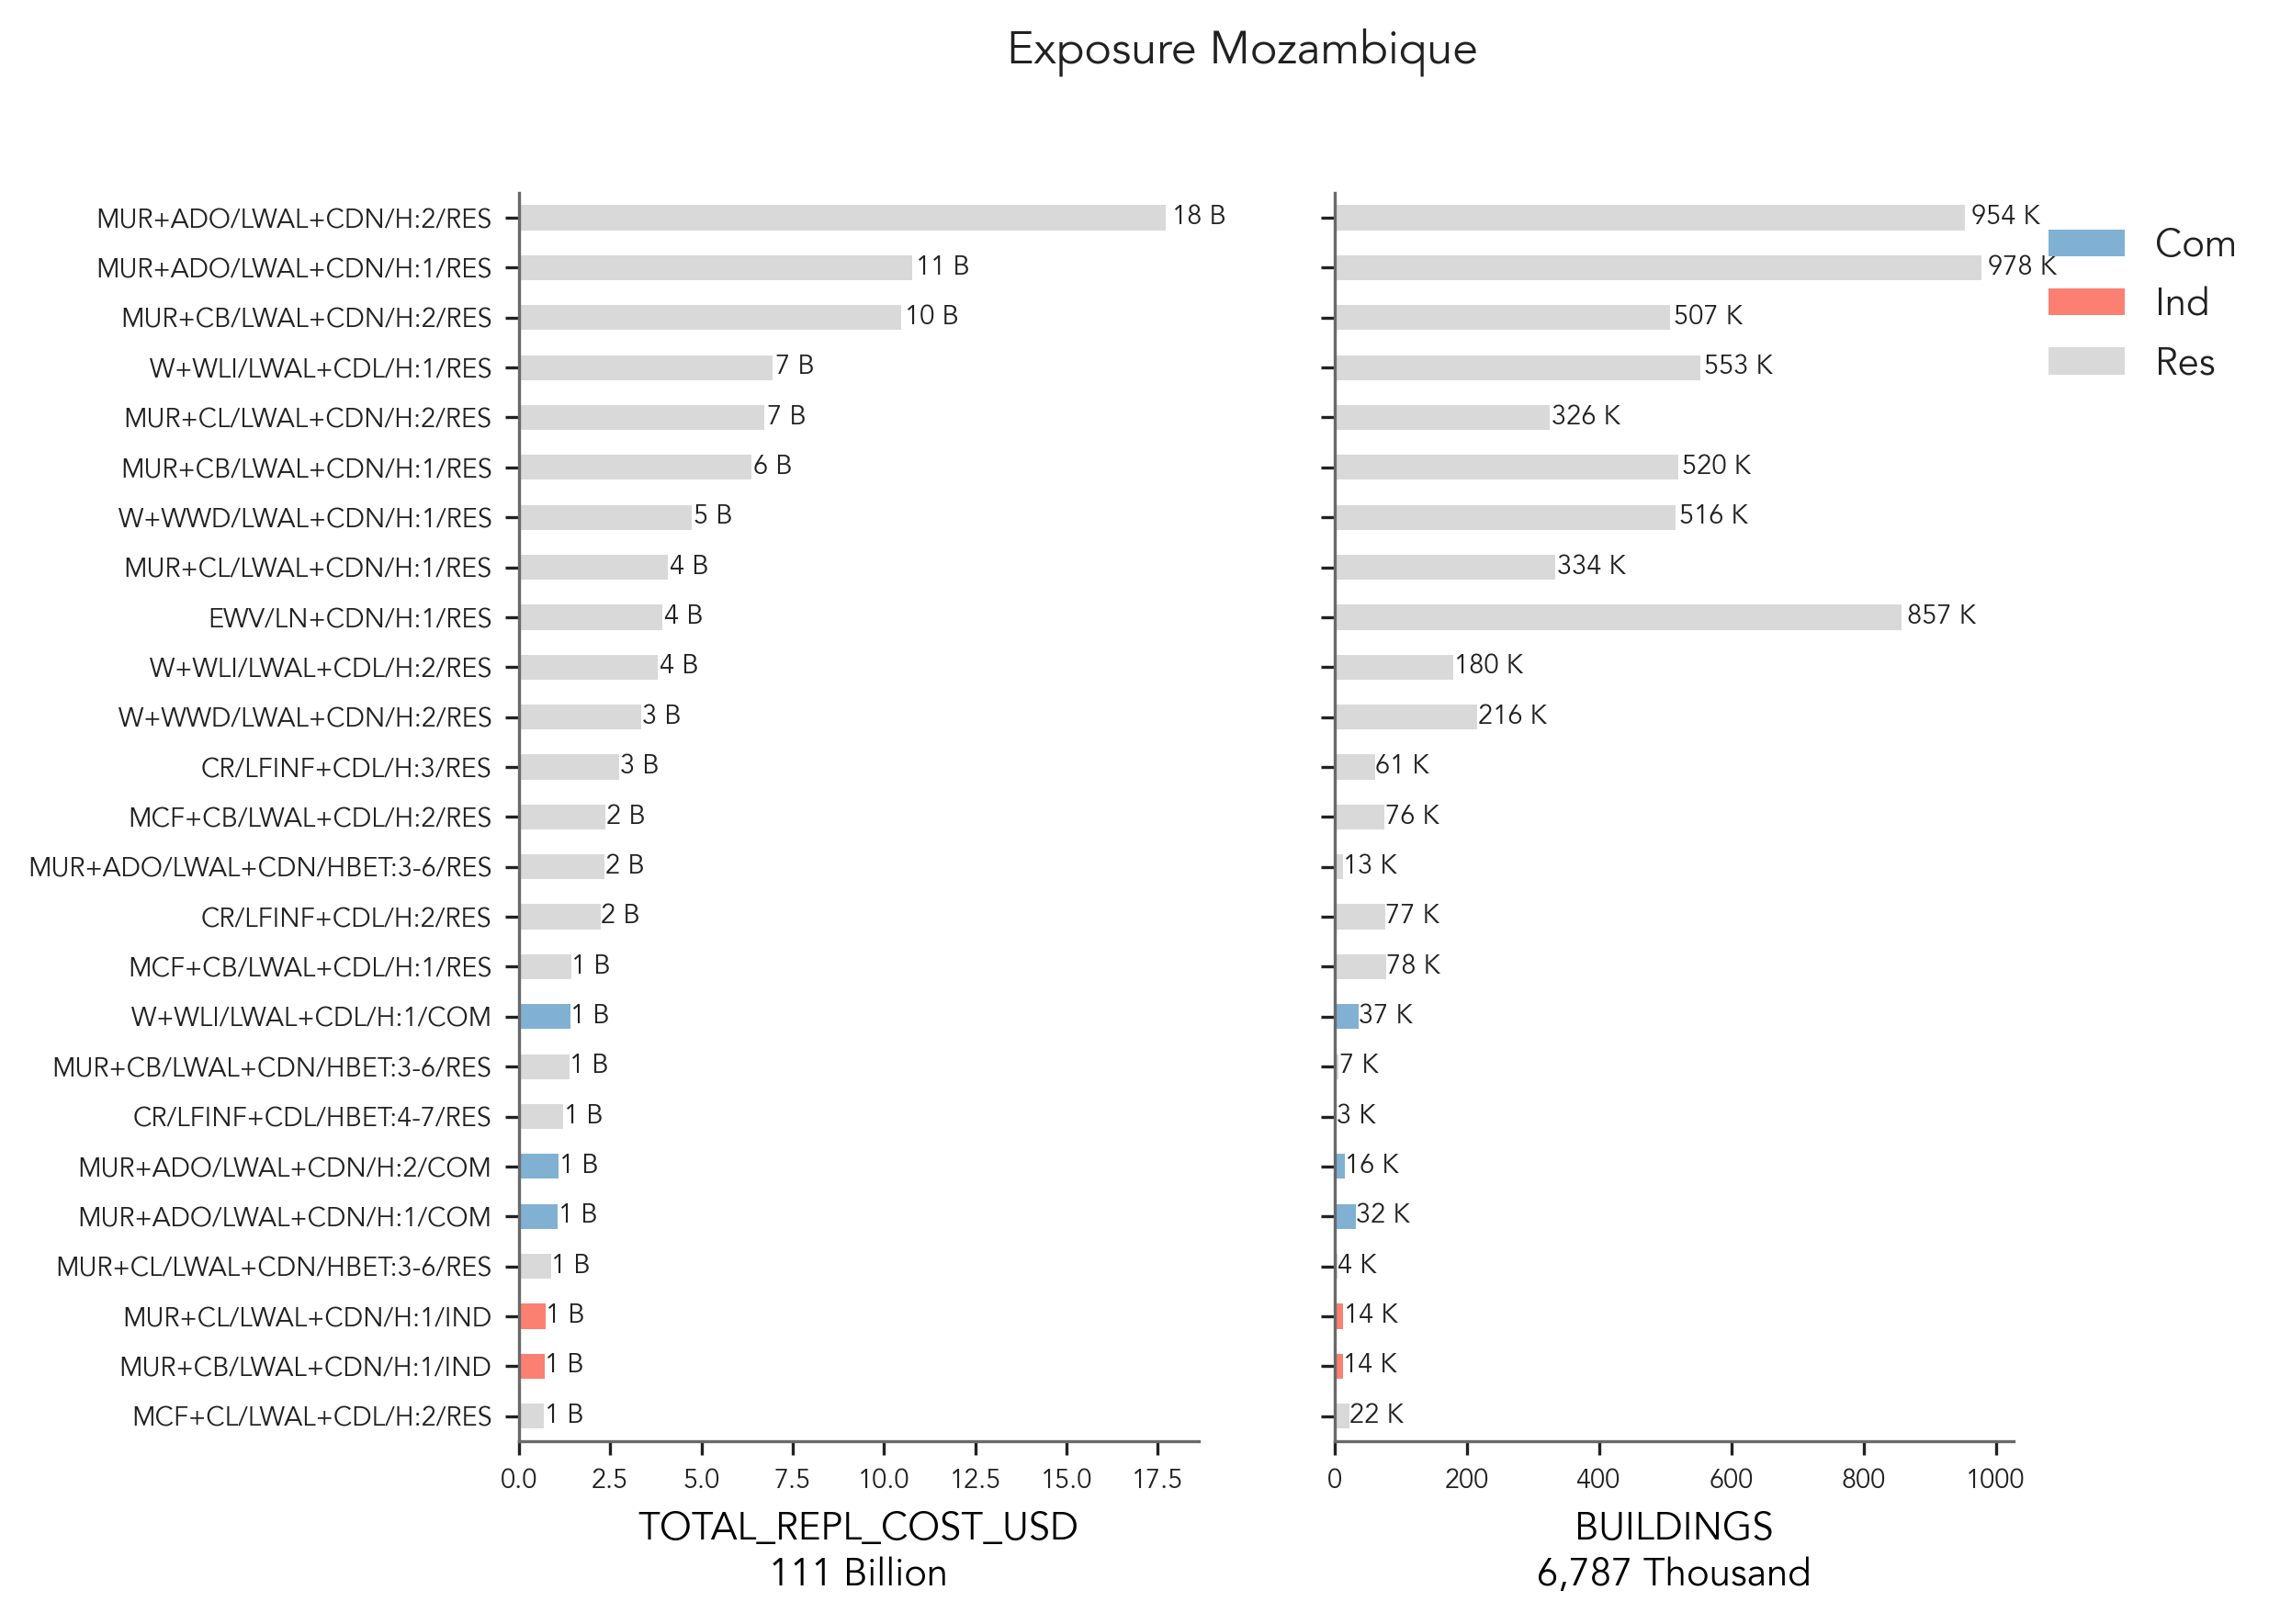 Exposure Mozambique
MUR+ADO/LWAL+CDN/H:2/RES 18 B 954 K
MUR+ADO/LWAL+CDN/H:1/RES 11 B 978 K
MUR+CB/LWAL+CDN/H:2/RES 10 B 507 K
W+WLI/LWAL+CDL/H:1/RES 7 B 553 K
MUR+CL/LWAL+CDN/H:2/RES 7 B 326 K
MUR+CB/LWAL+CDN/H:1/RES 6 B 520 K
W+WWD/LWAL+CDN/H:1/RES 5 B 516 K
MUR+CL/LWAL+CDN/H:1/RES 4 B 334 K
EWV/LN+CDN/H:1/RES 4 B 857 K
W+WLI/LWAL+CDL/H:2/RES 4 B 180 K
W+WWD/LWAL+CDN/H:2/RES 3 B 216 K
CR/LFINF+CDL/H:3/RES 3 B 61 K
MCF+CB/LWAL+CDL/H:2/RES 2 B 76 K
MUR+ADO/LWAL+CDN/HBET:3-6/RES 2 B 13 K
CR/LFINF+CDL/H:2/RES 2 B 77 K
MCF+CB/LWAL+CDL/H:1/RES 1 B 78 K
W+WLI/LWAL+CDL/H:1/COM 1 B 37 K
MUR+CB/LWAL+CDN/HBET:3-6/RES 1 B 7 K
CR/LFINF+CDL/HBET:4-7/RES 1 B 3 K
MUR+ADO/LWAL+CDN/H:2/COM 1 B 16 K
MUR+ADO/LWAL+CDN/H:1/COM 1 B 32 K
MUR+CL/LWAL+CDN/HBET:3-6/RES 1 B 4 K
MUR+CL/LWAL+CDN/H:1/IND 1 B 14 K
MUR+CB/LWAL+CDN/H:1/IND 1 B 14 K
MCF+CL/LWAL+CDL/H:2/RES 1 B 22 K
0.0 2.5 5.0 7.5 10.0 12.5 15.0 17.5
TOTAL_REPL_COST_USD
111 Billion
0 200 400 600 800 1000
BUILDINGS
6,787 Thousand
Com
Ind
Res